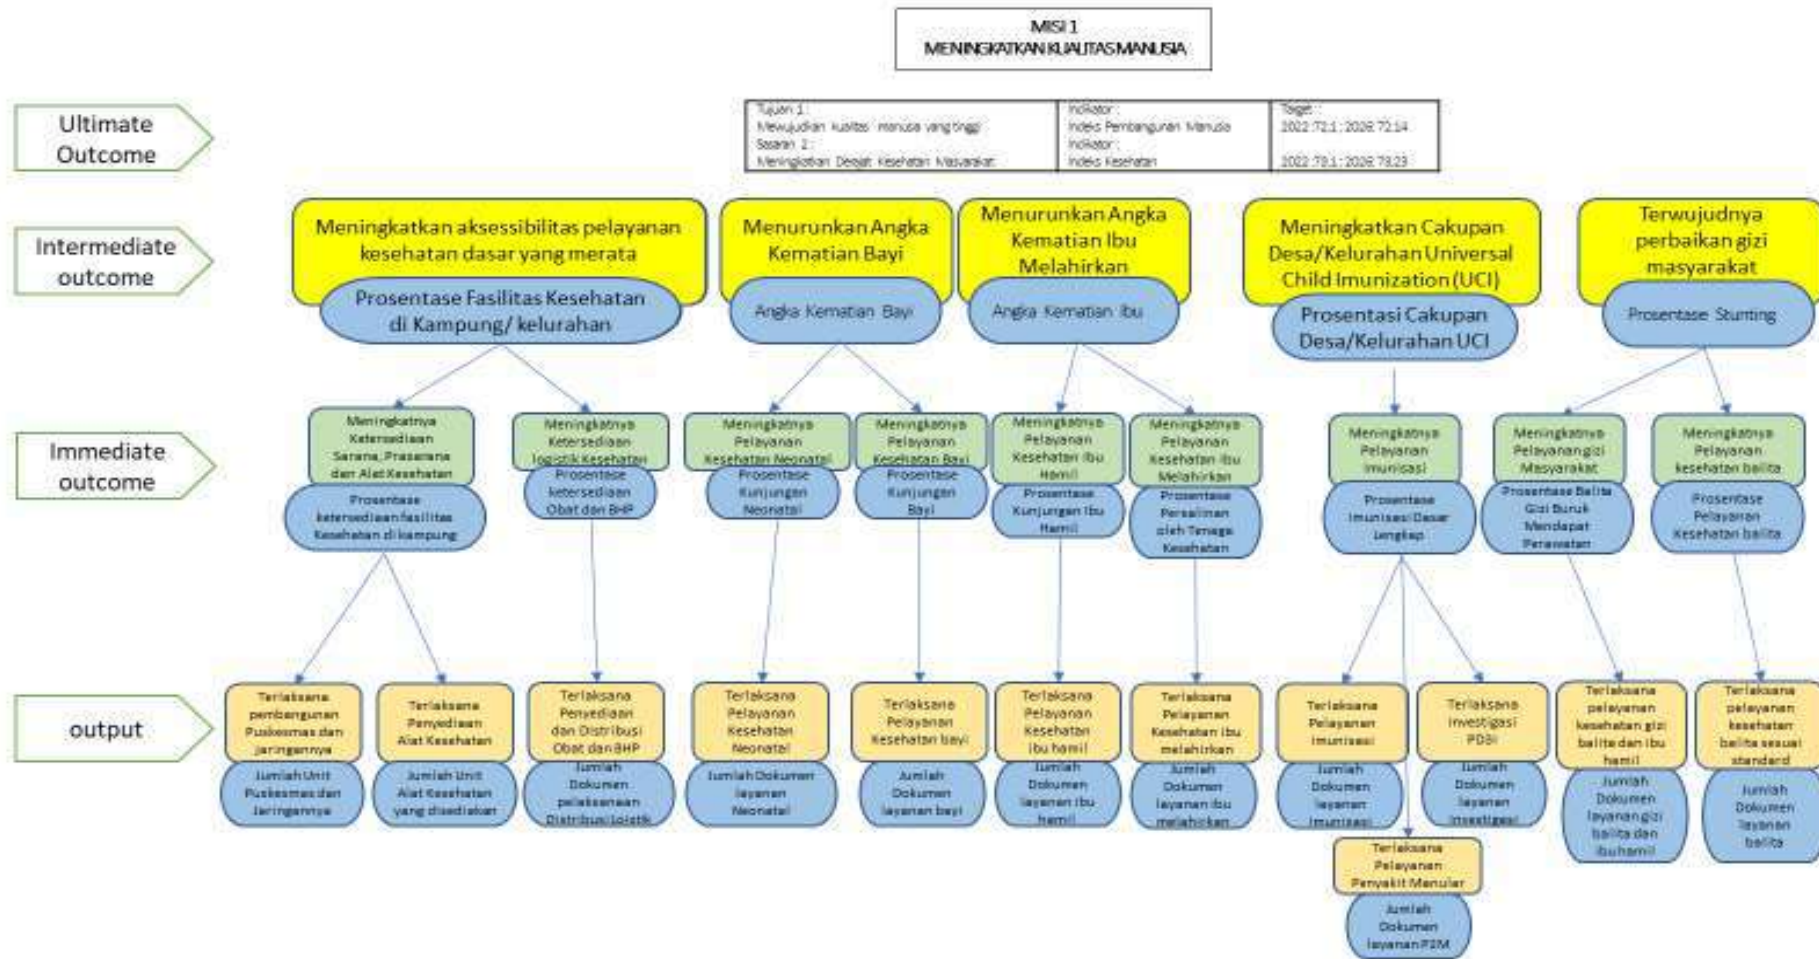 MISI 1
MENINGKATKAN KUALITAS MANUSIA
Ultimate
Outcome
Tujuan 1 :
Mewujudkan kualitas manusia yang tinggi
Sasaran 2 :
Meningkatkan Derajat Kesehatan Masyarakat
Indikator :
Indeks Pembangunan Manusia
Indikator :
Indeks Kesehatan
Target :
2022:72.1 ; 2026:72.14
2022:79.1 ; 2026:79.23
Intermediate
outcome
Meningkatkan aksessibilitas pelayanan
kesehatan dasar yang merata
Prosentase Fasilitas Kesehatan
di Kampung/ kelurahan
Menurunkan Angka
Kematian Bayi
Angka Kematian Bayi
Menurunkan Angka
Kematian Ibu
Melahirkan
Angka Kematian Ibu
Meningkatkan Cakupan
Desa/Kelurahan Universal
Child Imunization (UCI)
Prosentasi Cakupan
Desa/Kelurahan UCI
Terwujudnya
perbaikan gizi
masyarakat
Prosentase Stunting
Immediate
outcome
Meningkatnya
Ketersediaan
Sarana, Prasarana
dan Alat Kesehatan
Prosentase
ketersediaan fasilitas
Kesehatan di kampung
Meningkatnya
Ketersediaan
logistik Kesehatan
Prosentase
ketersediaan
Obat dan BHP
Meningkatnya
Pelayanan
Kesehatan Neonatal
Prosentase
Kunjungan
Neonatal
Meningkatnya
Pelayanan
Kesehatan Bayi
Prosentase
Kunjungan
Bayi
Meningkatnya
Pelayanan
Kesehatan Ibu
Hamil
Prosentase
Kunjungan Ibu
Hamil
Meningkatnya
Pelayanan
Kesehatan Ibu
Melahirkan
Prosentase
Persalinan
oleh Tenaga
Kesehatan
Meningkatnya
Pelayanan
Imunisasi
Prosentase
Imunisasi Dasar
Lengkap
Meningkatnya
Pelayanan gizi
Masyarakat
Prosentase Balita
Gizi Buruk
Mendapat
Perawatan
Meningkatnya
Pelayanan
kesehatan balita
Prosentase
Pelayanan
Kesehatan balita
output
Terlaksana
pembangunan
Puskesmas dan
jaringannya
Jumlah Unit
Puskesmas dan
Jaringannya
Terlaksana
Penyediaan
Alat Kesehatan
Jumlah Unit
Alat Kesehatan
yang disediakan
Terlaksana
Penyediaan
dan Distribusi
Obat dan BHP
Jumlah
Dokumen
pelaksanaan
Distribusi Loistik
Terlaksana
Pelayanan
Kesehatan
Neonatal
Jumlah Dokumen
layanan
Neonatal
Terlaksana
Pelayanan
Kesehatan bayi
Jumlah
Dokumen
layanan bayi
Terlaksana
Pelayanan
Kesehatan
ibu hamil
Jumlah
Dokumen
layanan ibu
hamil
Terlaksana
Pelayanan
Kesehatan ibu
melahirkan
Jumlah
Dokumen
layanan ibu
melahirkan
Terlaksana
Pelayanan
imunisasi
Jumlah
Dokumen
layanan
Imunisasi
Terlaksana
Investigasi
PD3I
Jumlah
Dokumen
layanan
Investigasi
Terlaksana
pelayanan
kesehatan gizi
balita dan ibu
hamil
Jumlah
Dokumen
layanan gizi
balita dan
ibu hamil
Terlaksana
pelayanan
kesehatan
balita sesuai
standard
Jumlah
Dokumen
layanan
balita
Terlaksana
Pelayanan
Penyakit Manular
Jumlah
Dokumen
layanan P2M